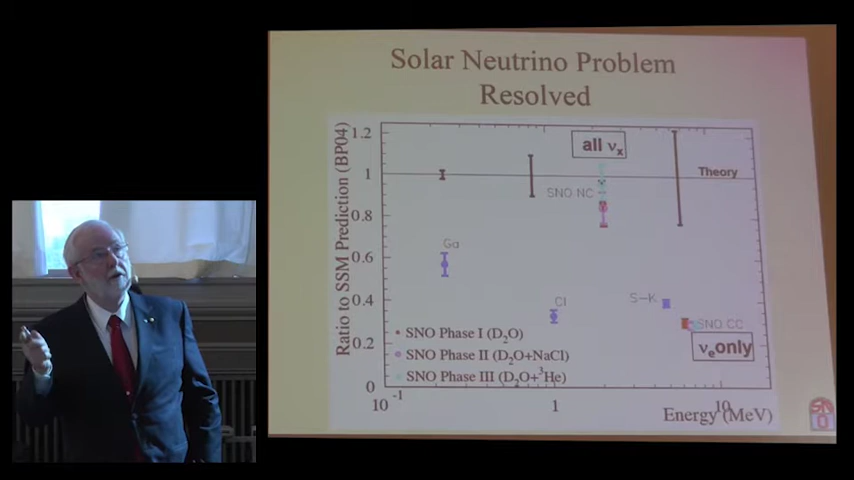 Solar Neutrino Problem
Resolved
Ratio to SSM Prediction (BP04)
1.2
1
0.8
0.6
0.4
0.2
0
all νₓ
Theory
SNO NC
Ga
Cl
S-K
SNO CC
νₑ only
SNO Phase I (D₂O)
SNO Phase II (D₂O+NaCl)
SNO Phase III (D₂O+³He)
10⁻¹
1
10
Energy (MeV)
SNO